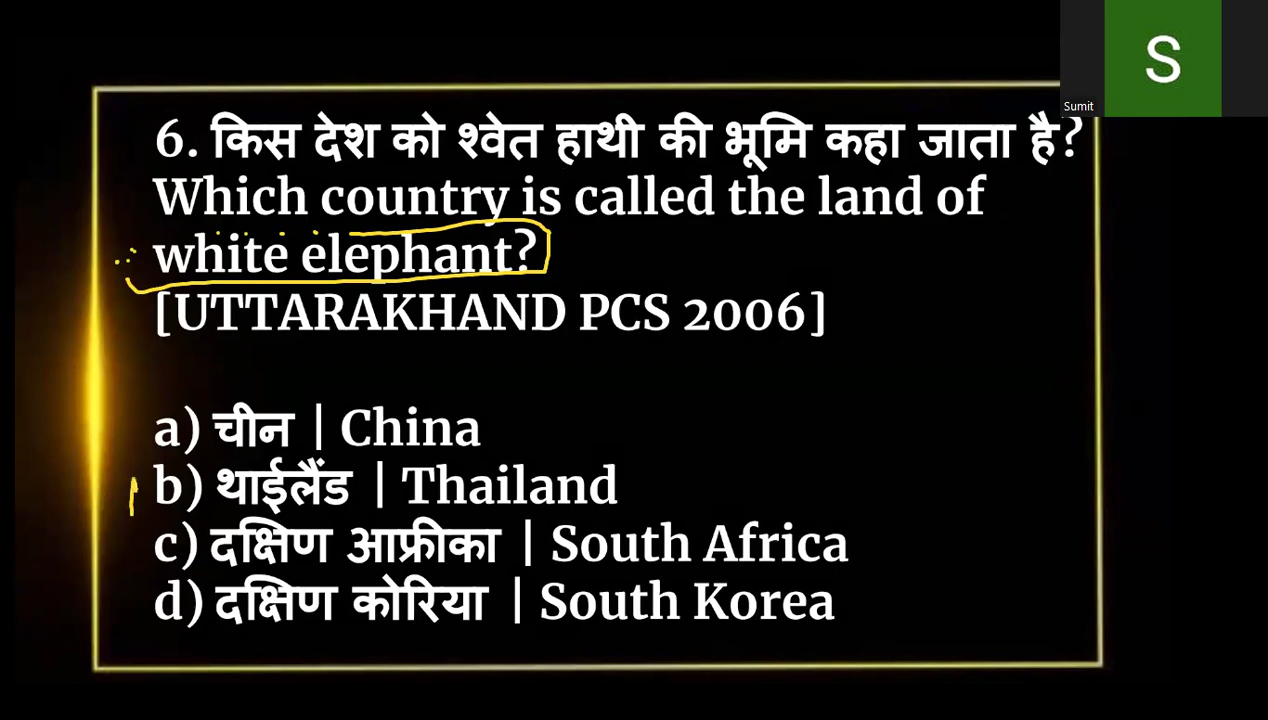 S
Sumit
6. किस देश को श्वेत हाथी की भूमि कहा जाता है?
Which country is called the land of
white elephant?
[UTTARAKHAND PCS 2006]
a) चीन | China
b) थाईलैंड | Thailand
c) दक्षिण आफ्रीका | South Africa
d) दक्षिण कोरिया | South Korea